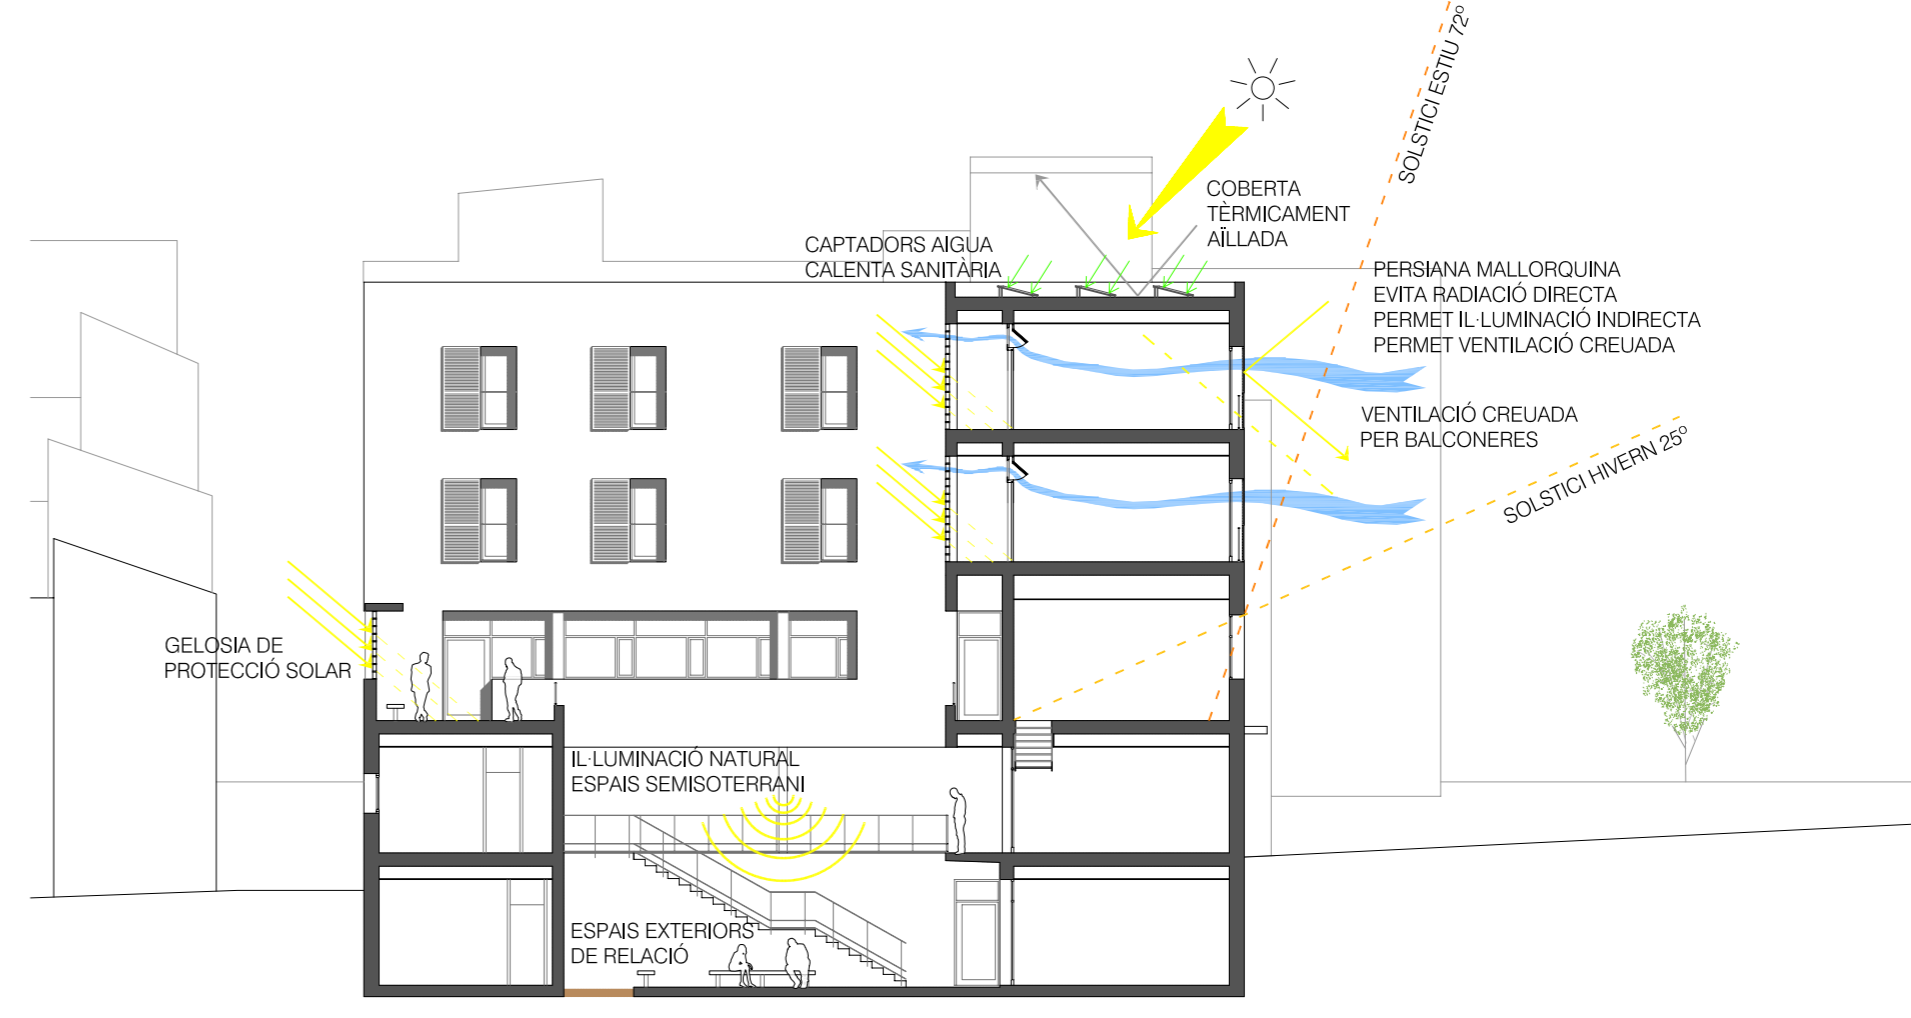 SOLSTICI ESTIU 72º
COBERTA
TÈRMICAMENT
AÏLLADA
CAPTADORS AIGUA
CALENTA SANITÀRIA
PERSIANA MALLORQUINA
EVITA RADIACIÓ DIRECTA
PERMET IL·LUMINACIÓ INDIRECTA
PERMET VENTILACIÓ CREUADA
VENTILACIÓ CREUADA
PER BALCONERES
SOLSTICI HIVERN 25º
GELOSIA DE
PROTECCIÓ SOLAR
IL·LUMINACIÓ NATURAL
ESPAIS SEMISOTERRANI
ESPAIS EXTERIORS
DE RELACIÓ